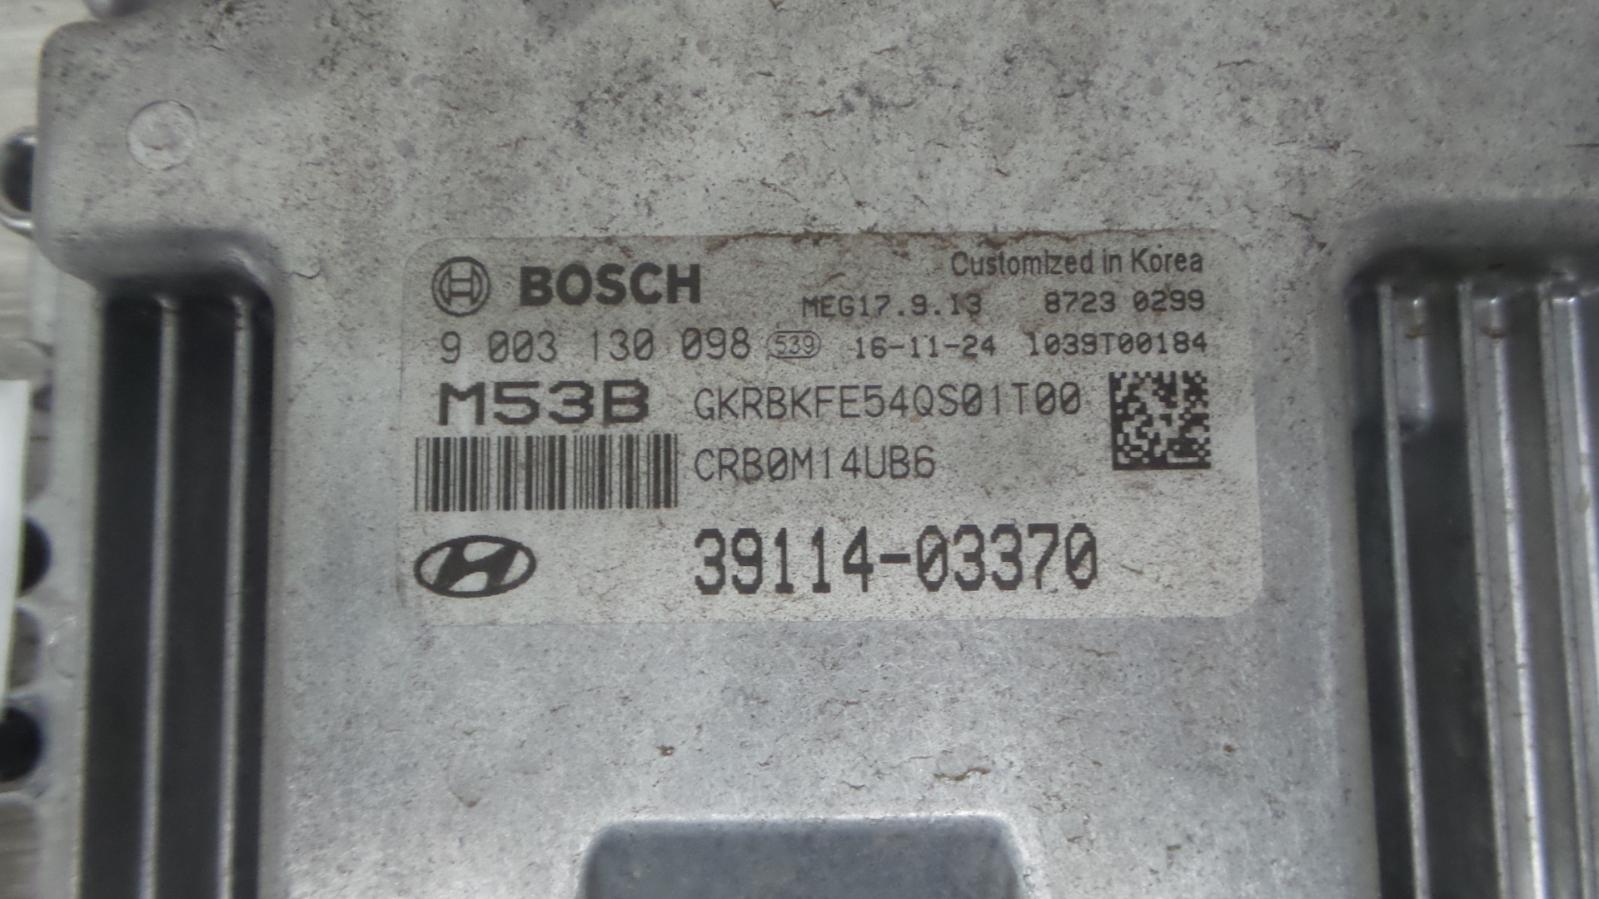 BOSCH
Customized in Korea
MEG17.9.13 8723 0299
9 003 130 098 539 16-11-24 1039T00184
M53B GKRBKFE54QS01T00
CRB0M14UB6
39114-03370